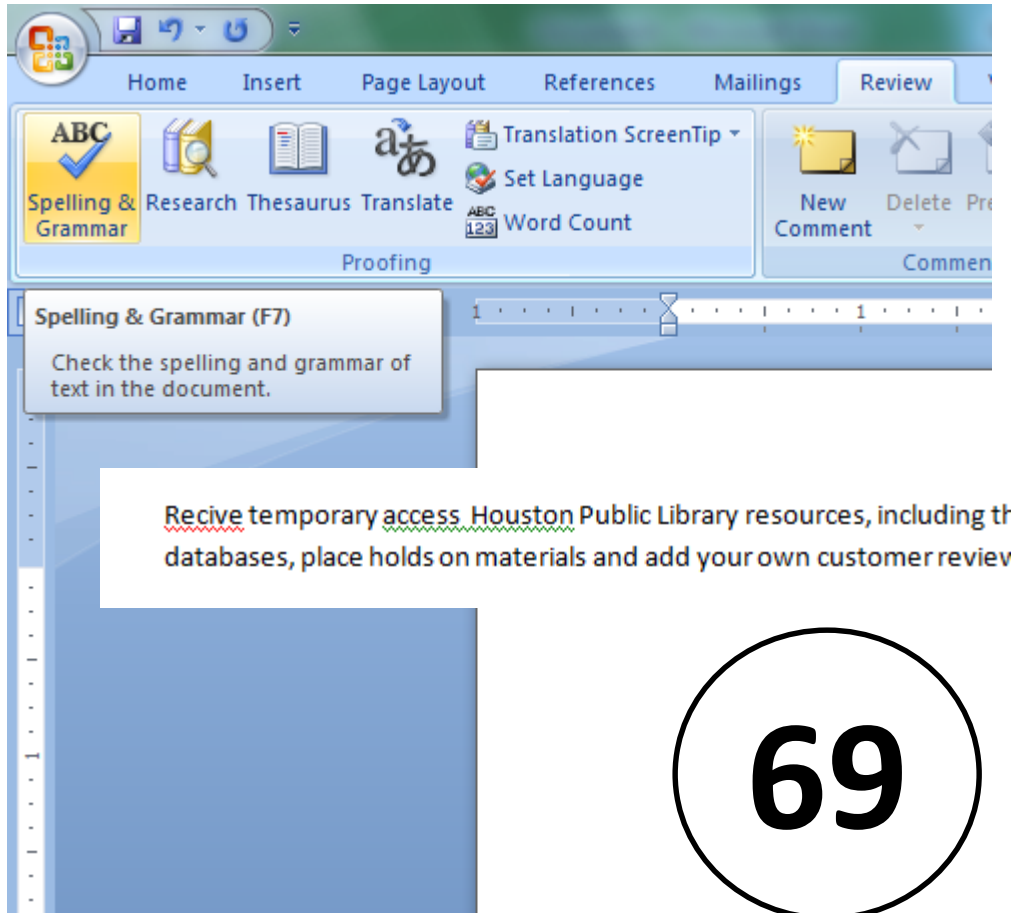 Home Insert Page Layout References Mailings Review
ABC
Spelling & Grammar
Research Thesaurus Translate
Translation ScreenTip
Set Language
ABC 123 Word Count
New Comment
Delete
Proofing
1 1
Spelling & Grammar (F7)
Check the spelling and grammar of
text in the document.
Recive temporary access Houston Public Library resources, including
databases, place holds on materials and add your own customer
69
1